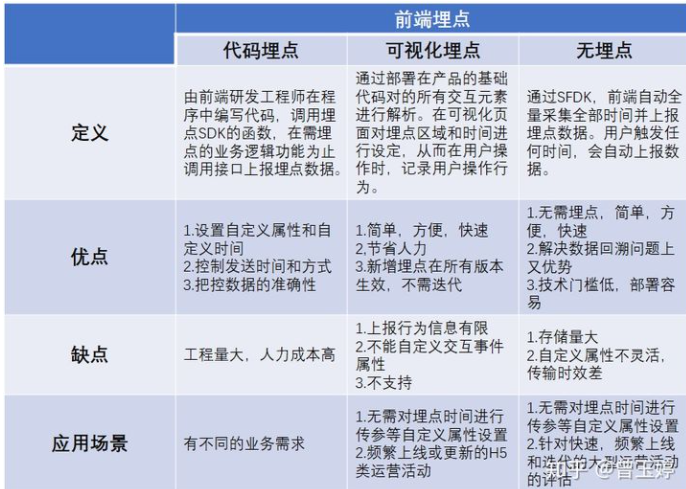 前端埋点
代码埋点
可视化埋点
无埋点
定义
由前端研发工程师在程
序中编写代码，调用埋
点SDK的函数，在需埋
点的业务逻辑功能为止
调用接口上报埋点数据。
通过部署在产品的基础
代码对的所有交互元素
进行解析。在可视化页
面对埋点区域和时间进
行设定，从而在用户操
作时，记录用户操作行
为。
通过SFDK，前端自动全
量采集全部时间并上报
埋点数据。用户触发任
何时间，会自动上报数
据。
优点
1.设置自定义属性和自
定义时间
2.控制发送时间和方式
3.把控数据的准确性
1.简单，方便，快速
2.节省人力
3.新增埋点在所有版本
生效，不需迭代
1.无需埋点，简单，方
便，快速
2.解决数据回溯问题上
又优势
3.技术门槛低，部署容
易
缺点
工程量大，人力成本高
1.上报行为信息有限
2.不能自定义交互事件
属性
3.不支持
1.存储量大
2.自定义属性不灵活，
传输时效差
应用场景
有不同的业务需求
1.无需对埋点时间进行
传参等自定义属性设置
2.频繁上线或更新的H5
类运营活动
1.无需对埋点时间进行
传参等自定义属性设置
2.针对快速，频繁上线
和迭代的大型运营活动
的评估
知乎 @曾玉婷